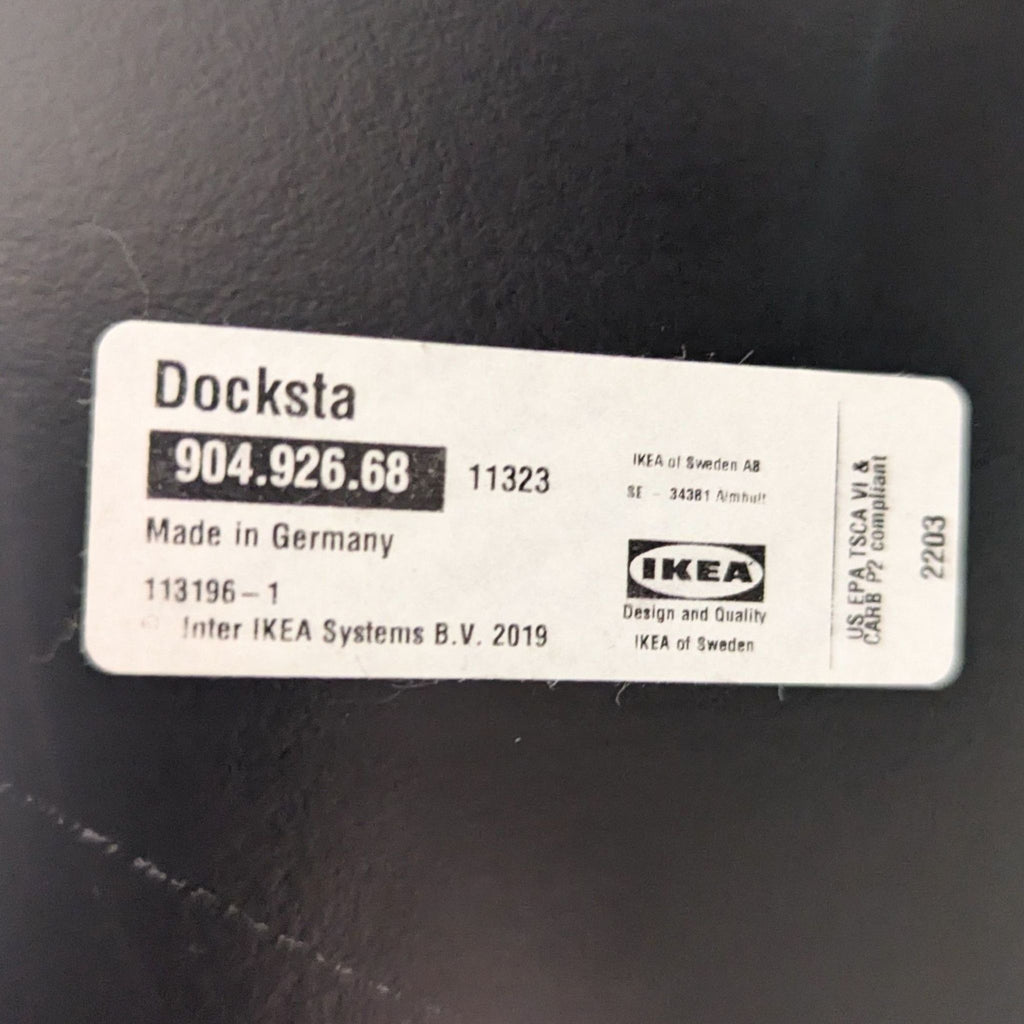 Docksta
904.926.68 11323
Made in Germany
113196-1
Inter IKEA Systems B.V. 2019
IKEA of Sweden AB
SE - 34381 Älmhult
IKEA
Design and Quality
IKEA of Sweden
US EPA TSCA VI &
CARB P2 compliant
2203